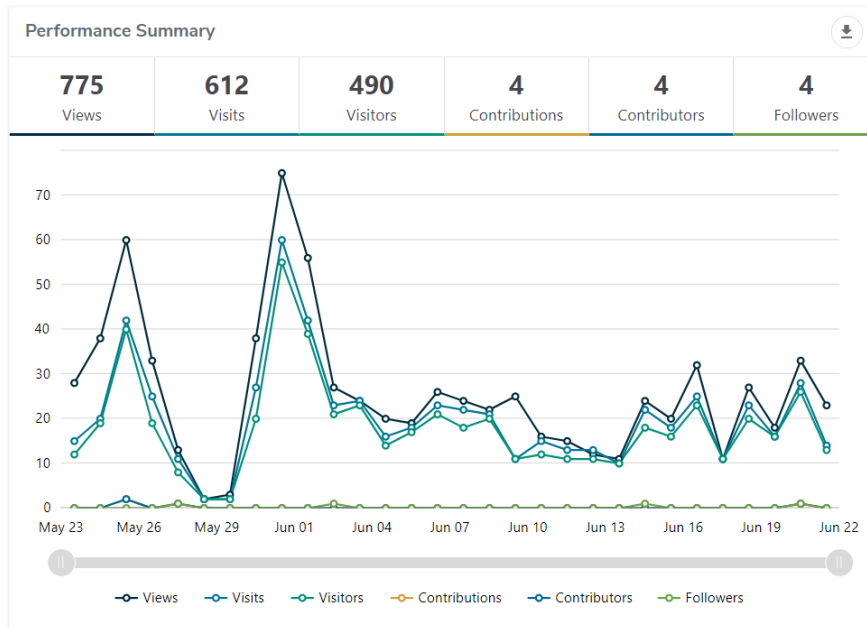 Performance Summary
775 612 490 4 4 4
Views Visits Visitors Contributions Contributors Followers
70
60
50
40
30
20
10
0
May 23 May 26 May 29 Jun 01 Jun 04 Jun 07 Jun 10 Jun 13 Jun 16 Jun 19 Jun 22
Views Visits Visitors Contributions Contributors Followers